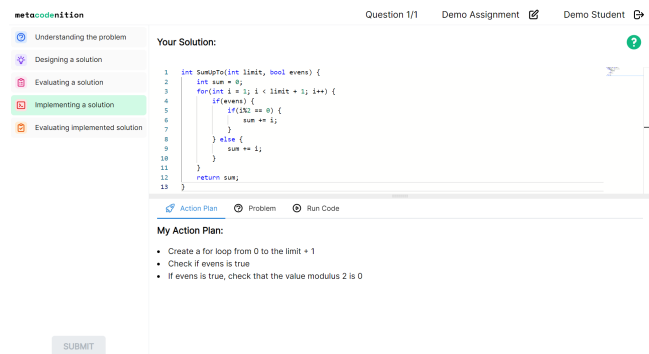 metacodenition
Question 1/1
Demo Assignment
Demo Student
Understanding the problem
Designing a solution
Evaluating a solution
Implementing a solution
Evaluating implemented solution
SUBMIT
Your Solution:
?
1 int SumUpTo(int limit, bool evens) {
2 int sum = 0;
3 for(int i = 1; i < limit + 1; i++) {
4 if(evens) {
5 if(i%2 == 0) {
6 sum += i;
7 }
8 } else {
9 sum += i;
10 }
11 }
12 return sum;
13 }
Action Plan
Problem
Run Code
My Action Plan:
• Create a for loop from 0 to the limit + 1
• Check if evens is true
• If evens is true, check that the value modulus 2 is 0